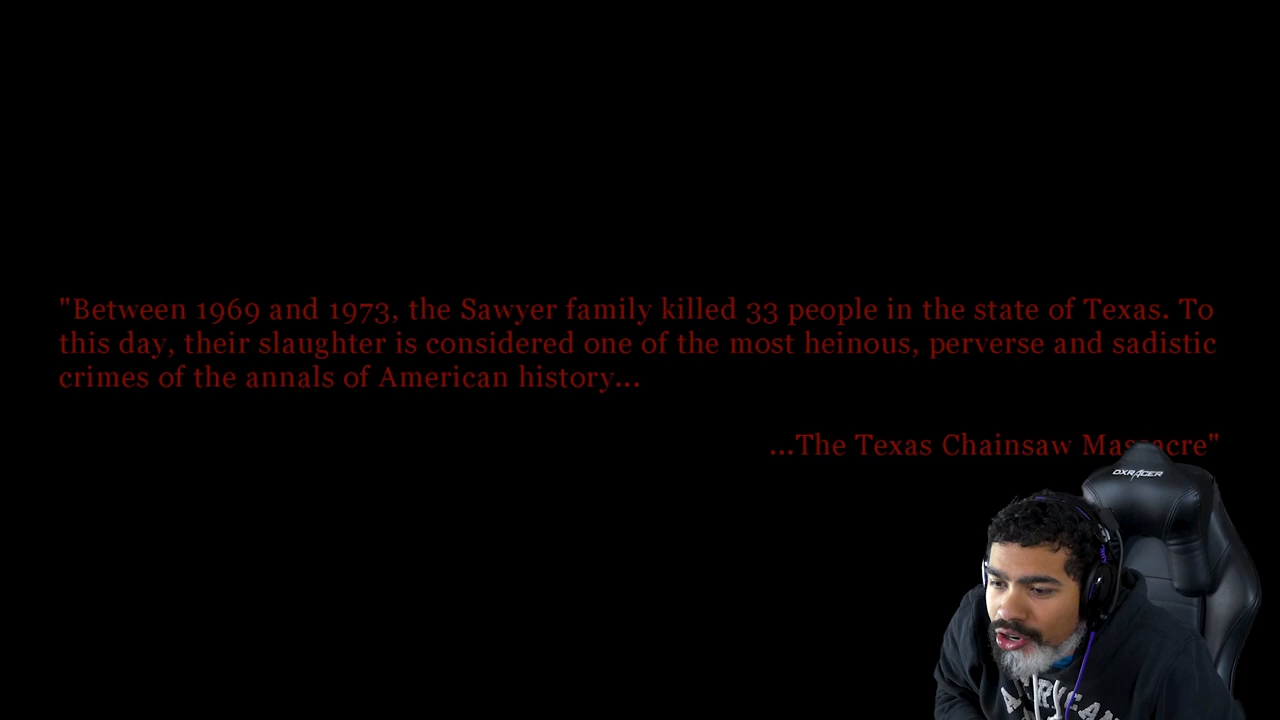 "Between 1969 and 1973, the Sawyer family killed 33 people in the state of Texas. To
this day, their slaughter is considered one of the most heinous, perverse and sadistic
crimes of the annals of American history...
...The Texas Chainsaw Massacre"
DXRACER
AMERICAN